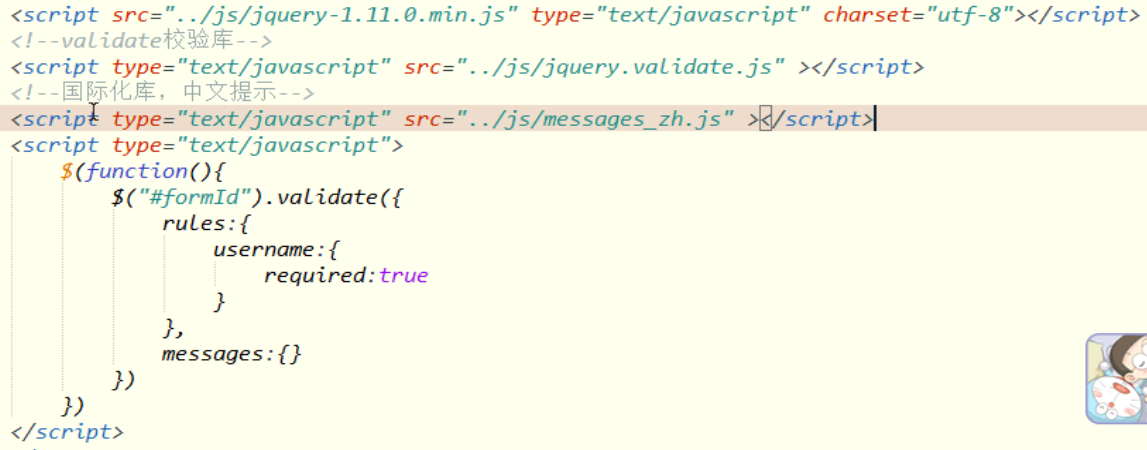 <script src="../js/jquery-1.11.0.min.js" type="text/javascript" charset="utf-8"></script>
<!--validate校验库-->
<script type="text/javascript" src="../js/jquery.validate.js" ></script>
<!--国际化库，中文提示-->
<script type="text/javascript" src="../js/messages_zh.js" ></script>
<script type="text/javascript">
$(function(){
$("#formId").validate({
rules:{
username:{
required:true
}
},
messages:{}
})
})
</script>